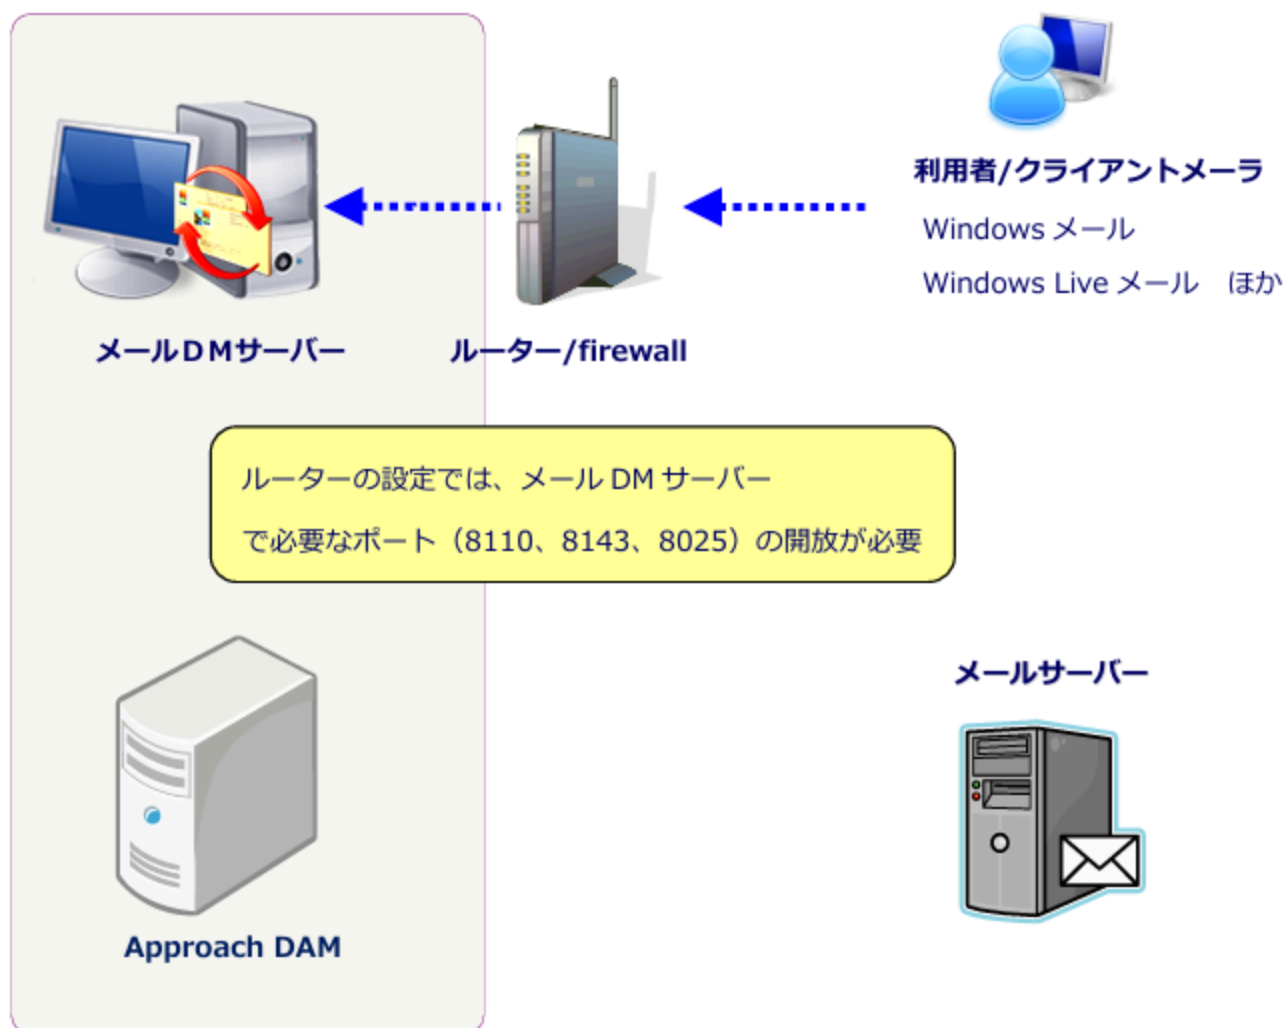 利用者/クライアントメーラ
Windows メール
Windows Live メール　ほか
メールＤＭサーバー
ルーター/firewall
ルーターの設定では、メール DM サーバー
で必要なポート（8110、8143、8025）の開放が必要
メールサーバー
Approach DAM